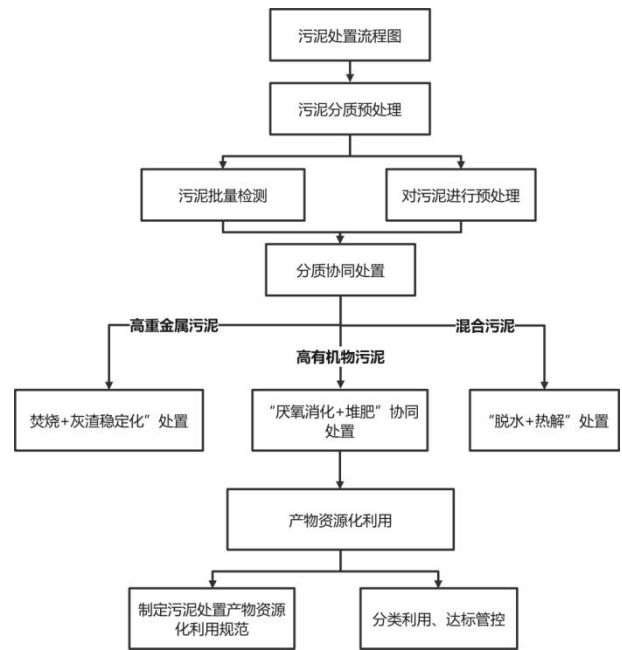 污泥处置流程图
污泥分质预处理
污泥批量检测
对污泥进行预处理
分质协同处置
高重金属污泥
混合污泥
高有机物污泥
焚烧+灰渣稳定化”处置
“厌氧消化+堆肥”协同
处置
“脱水+热解”处置
产物资源化利用
制定污泥处置产物资源
化利用规范
分类利用、达标管控